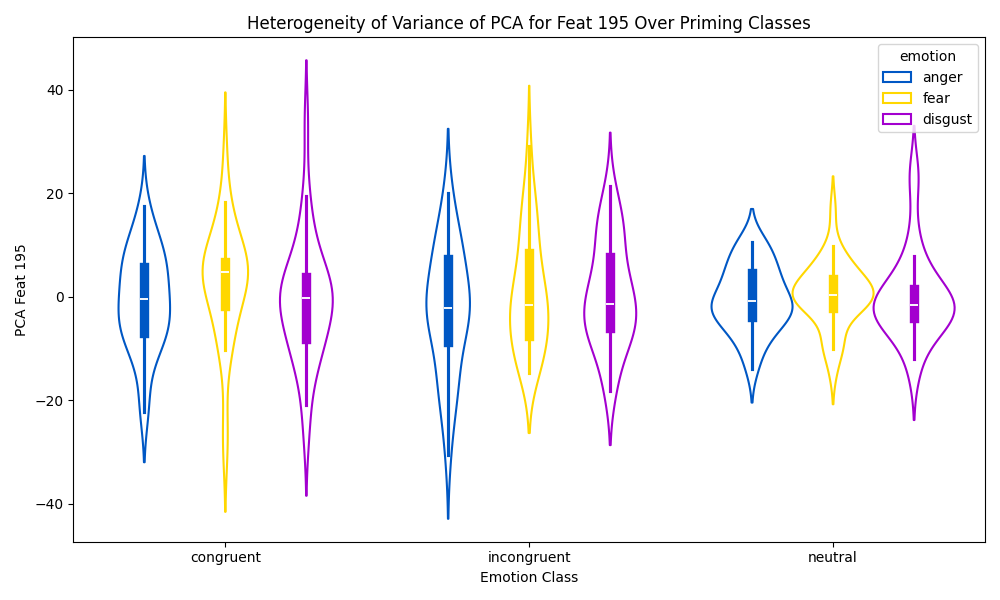 Heterogeneity of Variance of PCA for Feat 195 Over Priming Classes
emotion
anger
fear
disgust
PCA Feat 195
40
20
0
−20
−40
congruent
incongruent
neutral
Emotion Class